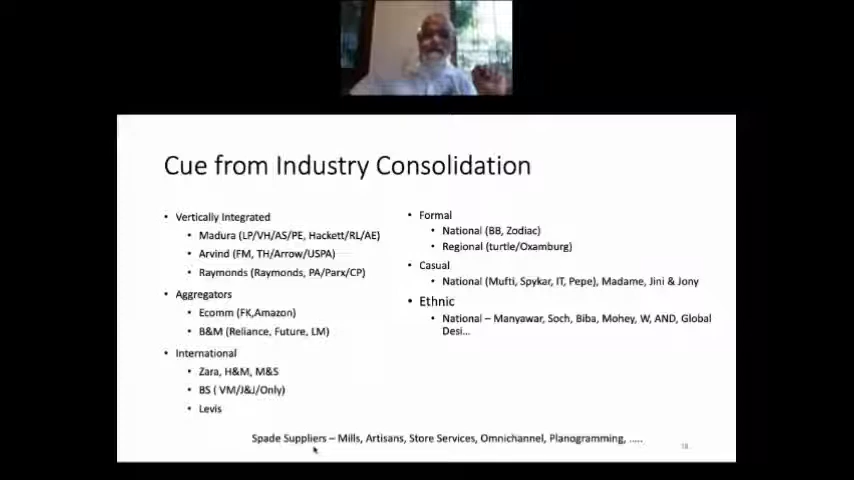 Cue from Industry Consolidation
• Vertically Integrated
• Madura (LP/VH/AS/PE, Hackett/RL/AE)
• Arvind (FM, TH/Arrow/USPA)
• Raymonds (Raymonds, PA/Parx/CP)
• Aggregators
• Ecomm (FK,Amazon)
• B&M (Reliance, Future, LM)
• International
• Zara, H&M, M&S
• BS ( VM/J&J/Only)
• Levis
• Formal
• National (BB, Zodiac)
• Regional (turtle/Oxamburg)
• Casual
• National (Mufti, Spykar, IT, Pepe), Madame, Jini & Jony
• Ethnic
• National – Manyawar, Soch, Biba, Mohey, W, AND, Global
Desi...
Spade Suppliers – Mills, Artisans, Store Services, Omnichannel, Planogramming, .....
18